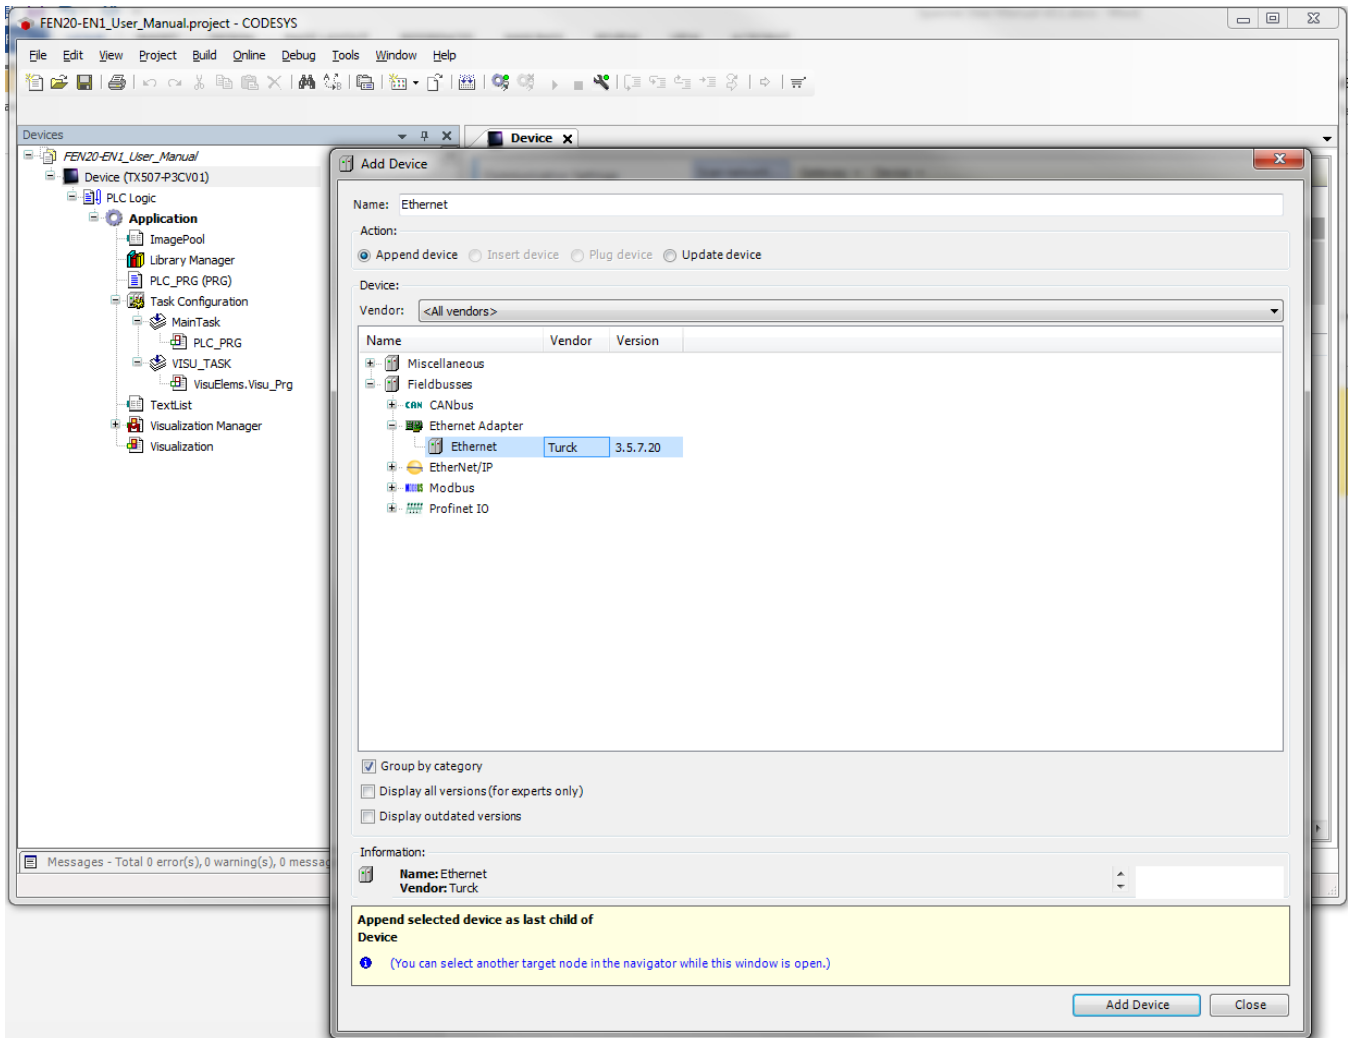 FEN20-EN1_User_Manual.project - CODESYS
File Edit View Project Build Online Debug Tools Window Help
Devices
Device
FEN20-EN1_User_Manual
Device (TX507-P3CV01)
PLC Logic
Application
ImagePool
Library Manager
PLC_PRG (PRG)
Task Configuration
MainTask
PLC_PRG
VISU_TASK
VisuElems.Visu_Prg
TextList
Visualization Manager
Visualization
Messages - Total 0 error(s), 0 warning(s), 0
Add Device
Name: Ethernet
Action:
Append device Insert device Plug device Update device
Device:
Vendor: <All vendors>
Name Vendor Version
Miscellaneous
Fieldbusses
CAN CANbus
Ethernet Adapter
Ethernet Turck 3.5.7.20
EtherNet/IP
Modbus
Profinet IO
Group by category
Display all versions (for experts only)
Display outdated versions
Information:
Name: Ethernet
Vendor: Turck
Append selected device as last child of
Device
(You can select another target node in the navigator while this window is open.)
Add Device Close